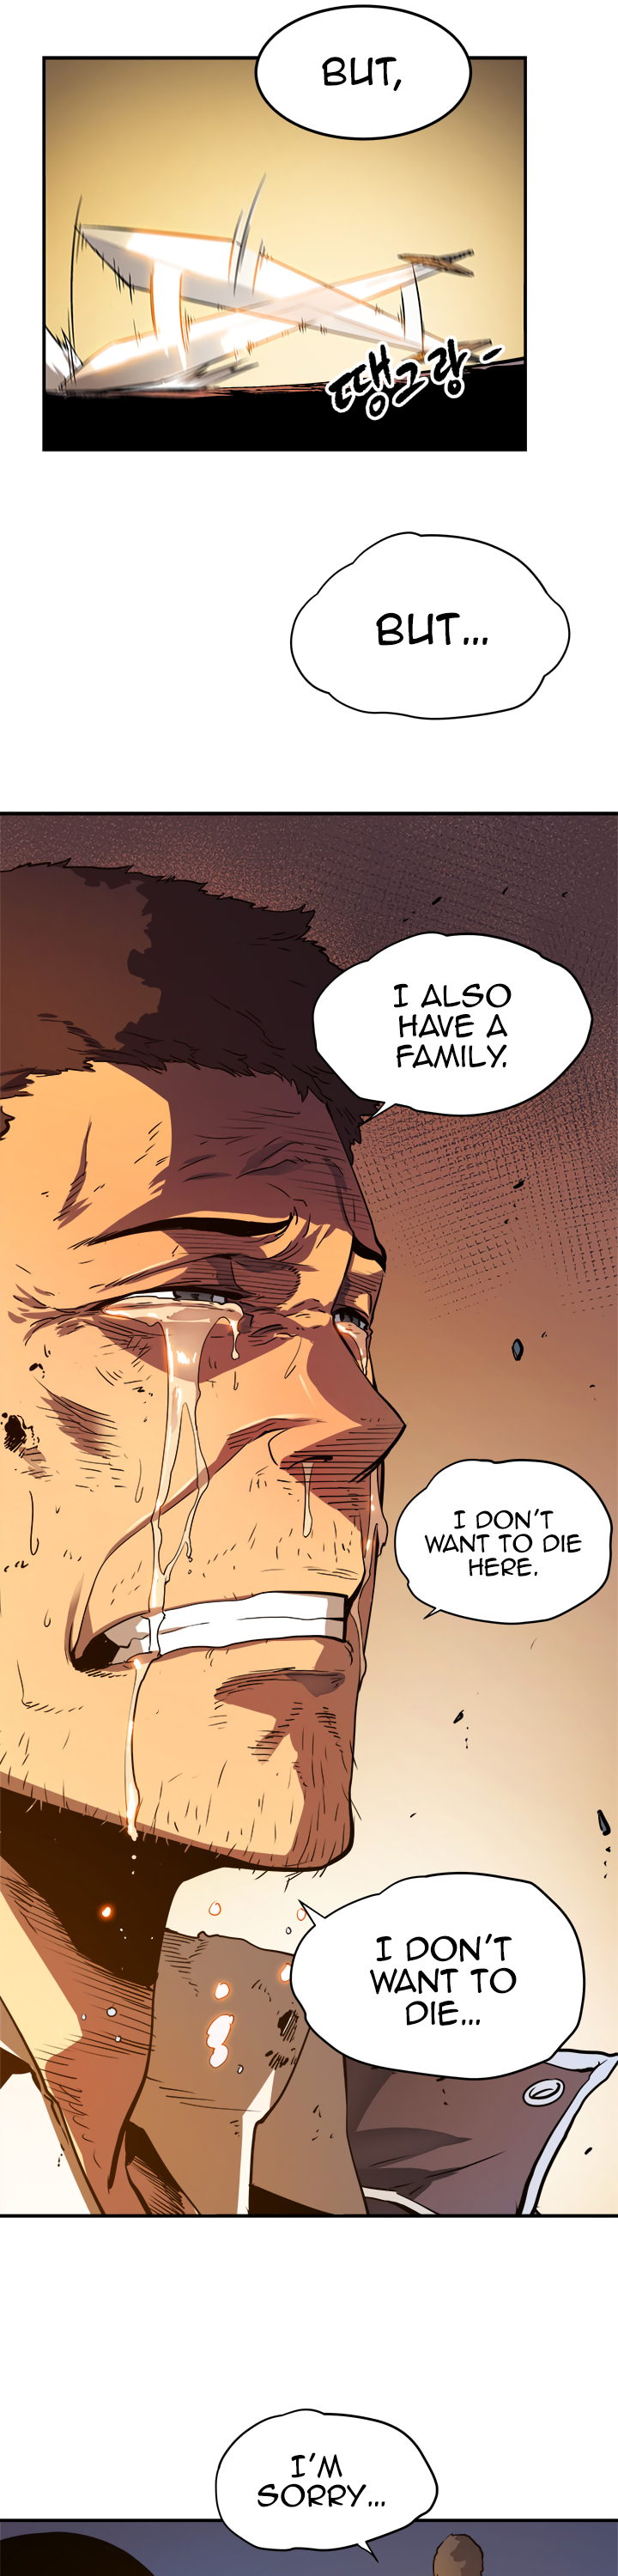 BUT,
땡그랑-
BUT...
I ALSO
HAVE A
FAMILY.
I DON'T
WANT TO DIE
HERE.
I DON'T
WANT TO
DIE...
I'M
SORRY...